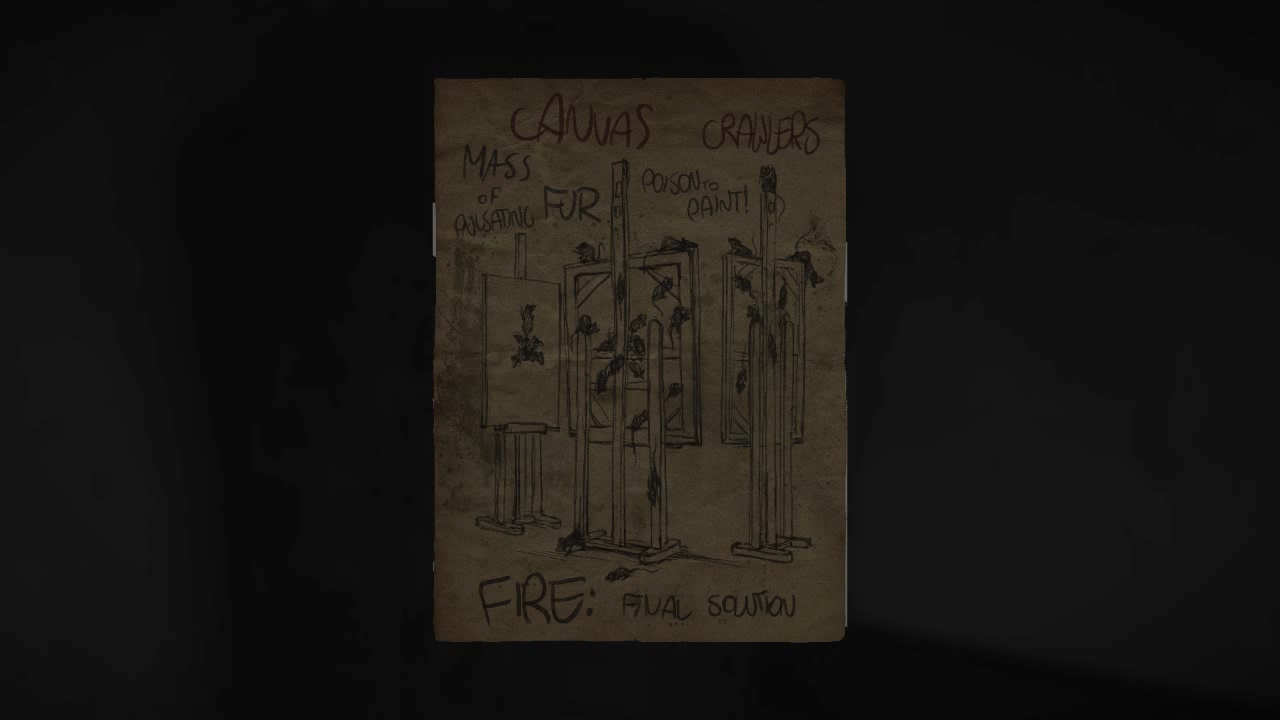 CANVAS CRAWLERS
MASS
OF
PULSATING
FUR
POISON TO
PAINT!
FIRE: FINAL SOLUTION